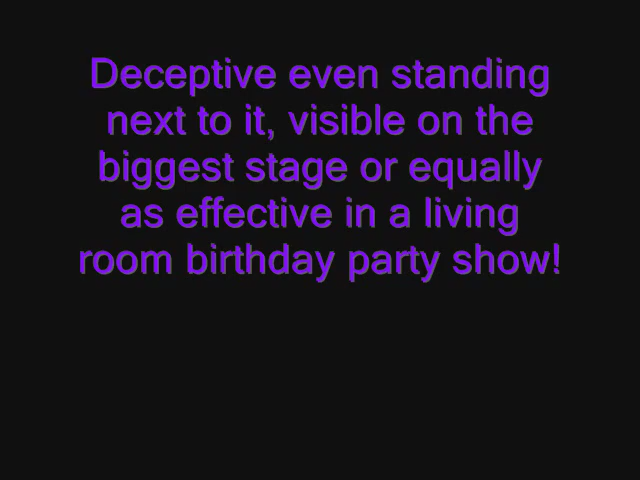 Deceptive even standing
next to it, visible on the
biggest stage or equally
as effective in a living
room birthday party show!